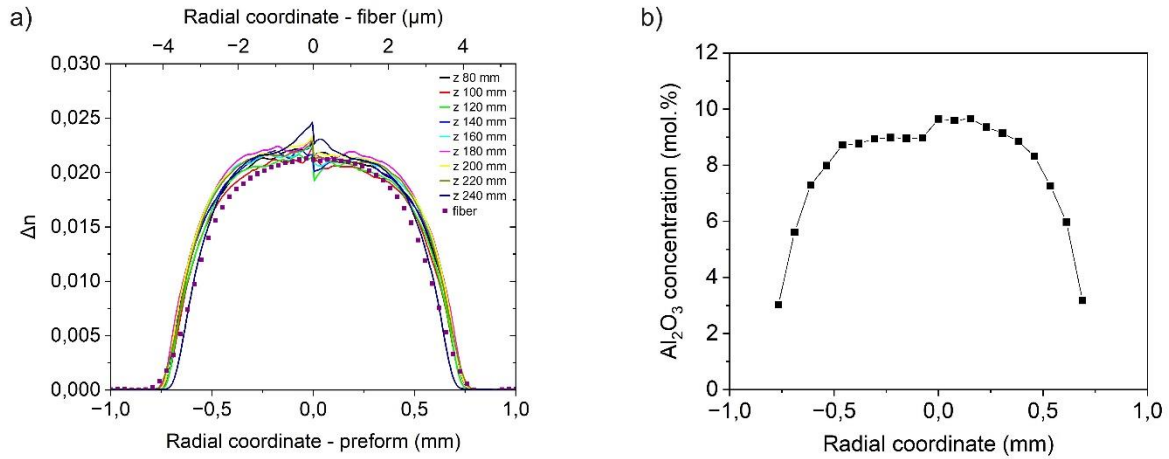 a)
Radial coordinate - fiber (µm)
−4 −2 0 2 4
0,035
0,030
0,025
0,020
0,015
0,010
0,005
0,000
Δn
z 80 mm
z 100 mm
z 120 mm
z 140 mm
z 160 mm
z 180 mm
z 200 mm
z 220 mm
z 240 mm
fiber
−1,0 −0,5 0,0 0,5 1,0
Radial coordinate - preform (mm)
b)
12
10
8
6
4
2
0
Al₂O₃ concentration (mol.%)
−1,0 −0,5 0,0 0,5 1,0
Radial coordinate (mm)